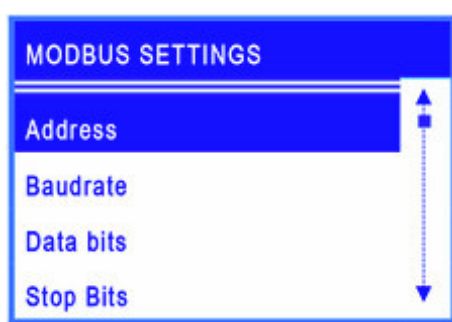 MODBUS SETTINGS
Address
Baudrate
Data bits
Stop Bits